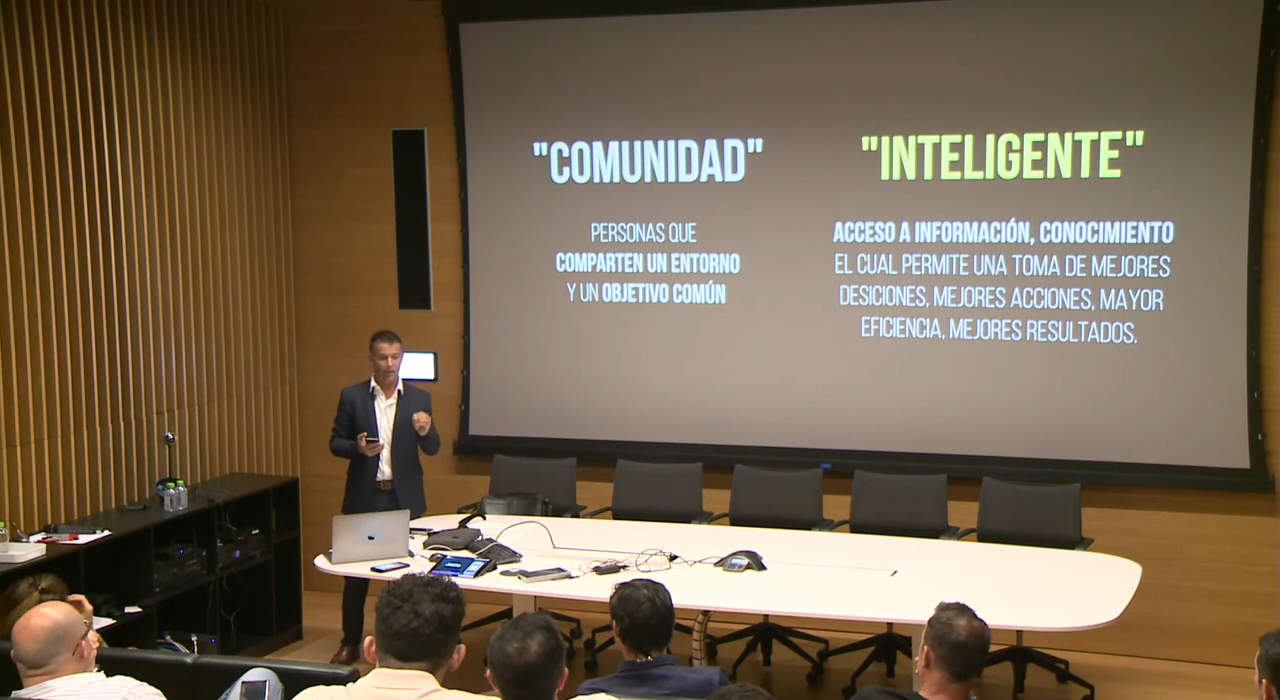 "COMUNIDAD"
PERSONAS QUE
COMPARTEN UN ENTORNO
Y UN OBJETIVO COMÚN
"INTELIGENTE"
ACCESO A INFORMACIÓN, CONOCIMIENTO
EL CUAL PERMITE UNA TOMA DE MEJORES
DESICIONES, MEJORES ACCIONES, MAYOR
EFICIENCIA, MEJORES RESULTADOS.